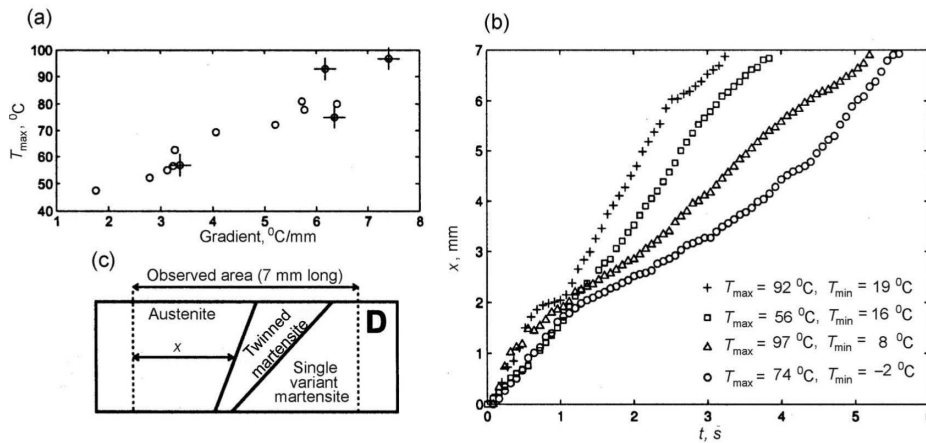 (a)
100
90
80
70
60
50
40
T_max, ⁰C
1 2 3 4 5 6 7 8
Gradient, ⁰C/mm
(c)
Observed area (7 mm long)
Austenite
D
x
Twinned
martensite
Single
variant
martensite
(b)
7
6
5
4
3
2
1
0
x, mm
+ T_max = 92 ⁰C, T_min = 19 ⁰C
□ T_max = 56 ⁰C, T_min = 16 ⁰C
△ T_max = 97 ⁰C, T_min = 8 ⁰C
○ T_max = 74 ⁰C, T_min = −2 ⁰C
0 1 2 3 4 5
t, s